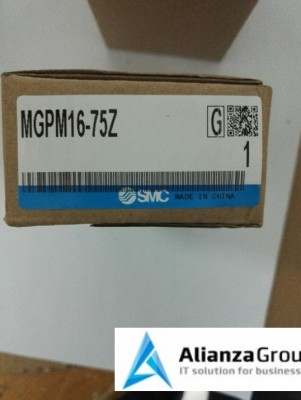 MGPM16-75Z
G
1
SMC MADE IN CHINA
AlianzaGrou
IT solution for business